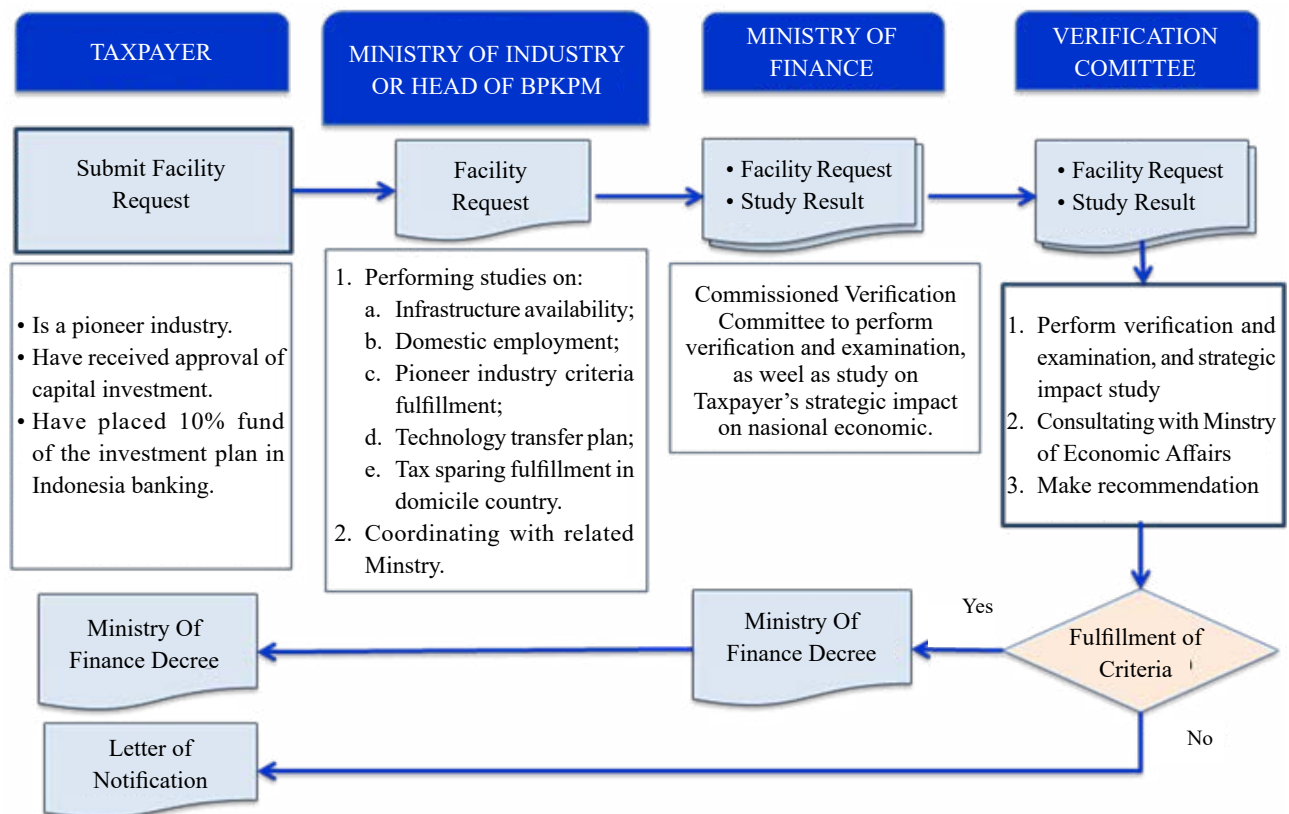 TAXPAYER
MINISTRY OF INDUSTRY
OR HEAD OF BPKPM
MINISTRY OF
FINANCE
VERIFICATION
COMITTEE
Submit Facility
Request
Facility
Request
• Facility Request
• Study Result
• Facility Request
• Study Result
• Is a pioneer industry.
• Have received approval of
capital investment.
• Have placed 10% fund
of the investment plan in
Indonesia banking.
1. Performing studies on:
a. Infrastructure availability;
b. Domestic employment;
c. Pioneer industry criteria
fulfillment;
d. Technology transfer plan;
e. Tax sparing fulfillment in
domicile country.
2. Coordinating with related
Minstry.
Commissioned Verification
Committee to perform
verification and examination,
as weel as study on
Taxpayer's strategic impact
on nasional economic.
1. Perform verification and
examination, and strategic
impact study
2. Consultating with Minstry
of Economic Affairs
3. Make recommendation
Ministry Of
Finance Decree
Ministry Of
Finance Decree
Yes
Fulfillment of
Criteria
Letter of
Notification
No